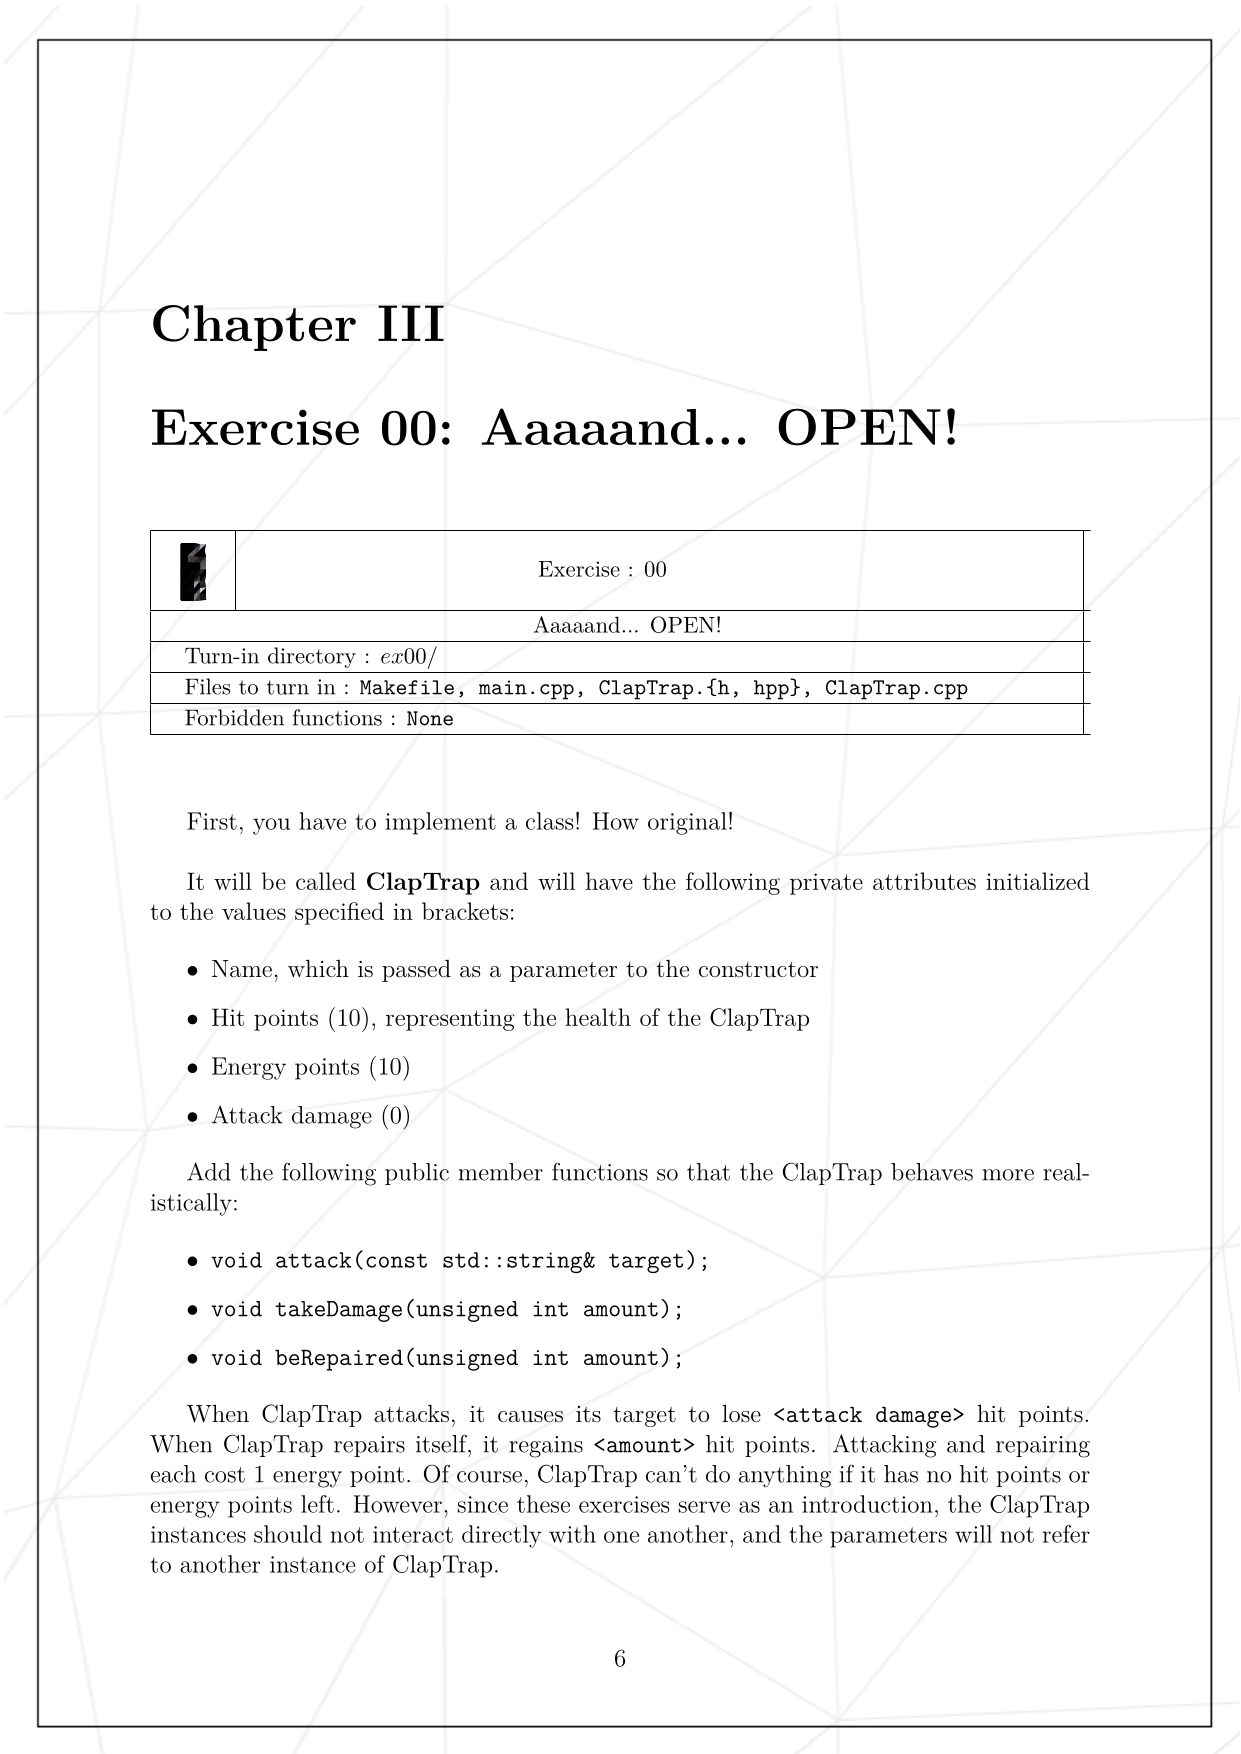 Chapter III
Exercise 00: Aaaaand... OPEN!
Exercise : 00
Aaaaand... OPEN!
Turn-in directory : ex00/
Files to turn in : Makefile, main.cpp, ClapTrap.{h, hpp}, ClapTrap.cpp
Forbidden functions : None
First, you have to implement a class! How original!
It will be called ClapTrap and will have the following private attributes initialized
to the values specified in brackets:
• Name, which is passed as a parameter to the constructor
• Hit points (10), representing the health of the ClapTrap
• Energy points (10)
• Attack damage (0)
Add the following public member functions so that the ClapTrap behaves more real-
istically:
• void attack(const std::string& target);
• void takeDamage(unsigned int amount);
• void beRepaired(unsigned int amount);
When ClapTrap attacks, it causes its target to lose <attack damage> hit points.
When ClapTrap repairs itself, it regains <amount> hit points. Attacking and repairing
each cost 1 energy point. Of course, ClapTrap can't do anything if it has no hit points or
energy points left. However, since these exercises serve as an introduction, the ClapTrap
instances should not interact directly with one another, and the parameters will not refer
to another instance of ClapTrap.
6